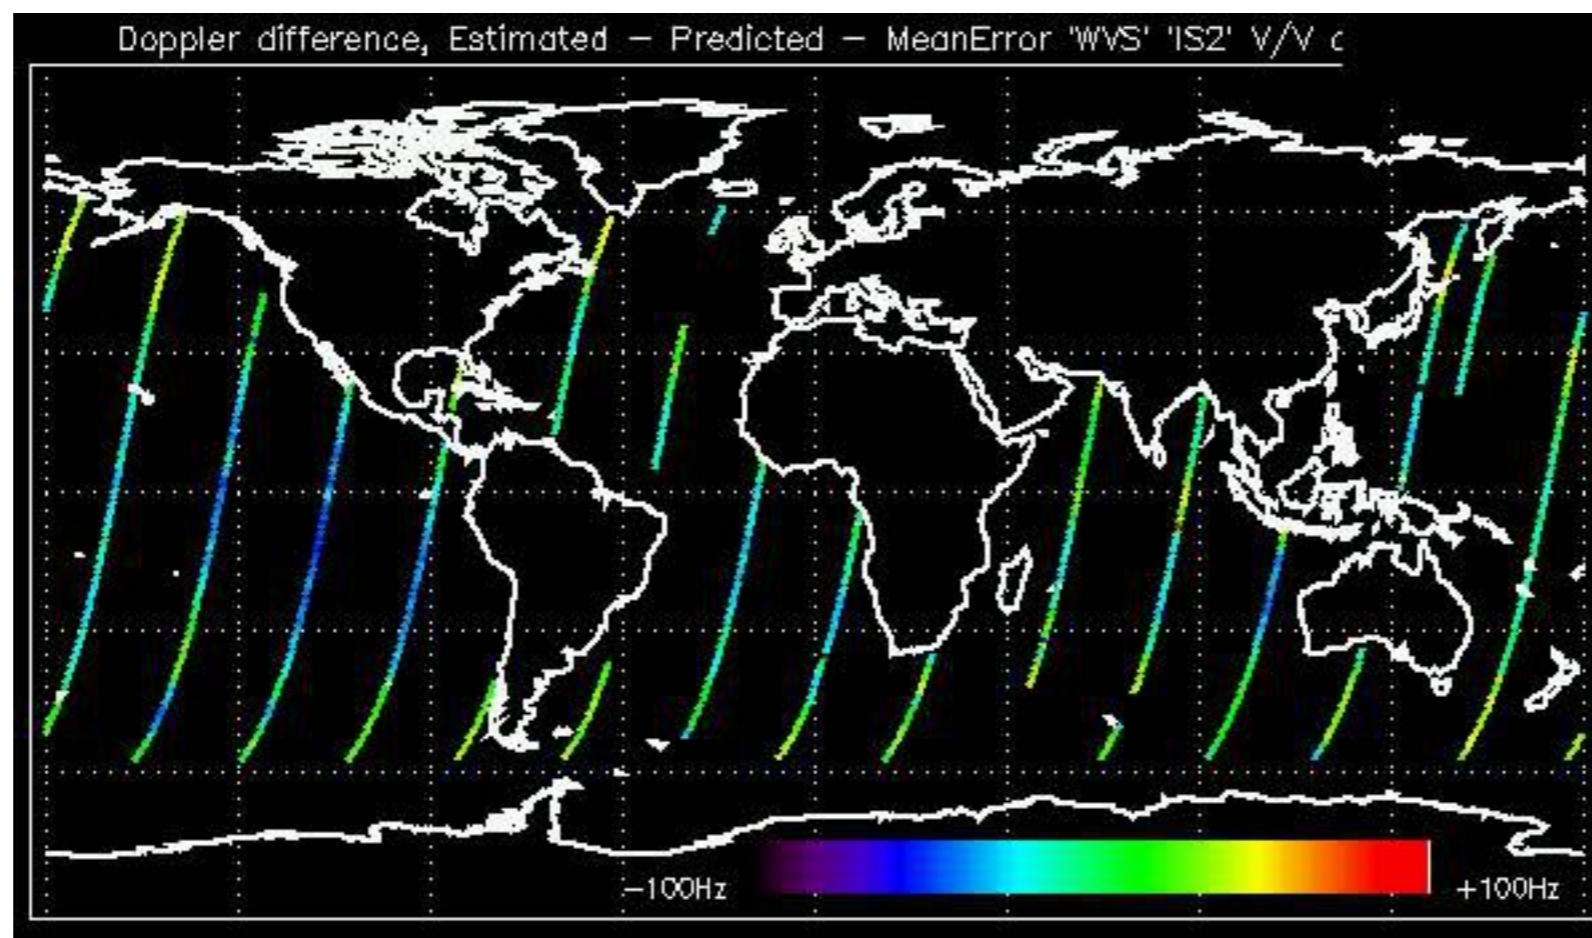 Doppler difference, Estimated — Predicted — MeanError 'WVS' 'IS2' V/V c
−100Hz
+100Hz